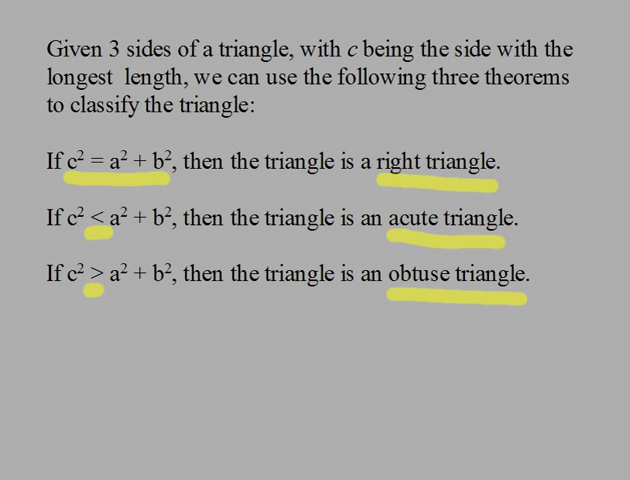 Given 3 sides of a triangle, with c being the side with the
longest length, we can use the following three theorems
to classify the triangle:
If c² = a² + b², then the triangle is a right triangle.
If c² < a² + b², then the triangle is an acute triangle.
If c² > a² + b², then the triangle is an obtuse triangle.